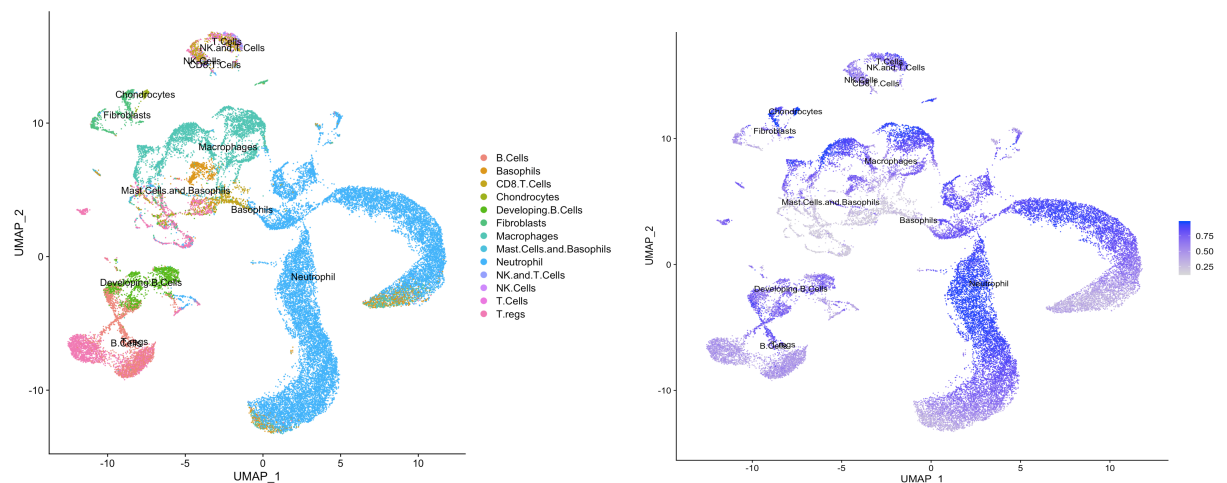 T.Cells
NK.and.T.Cells
NK.Cells
CD8.T.Cells
Chondrocytes
Fibroblasts
Macrophages
Mast.Cells.and.Basophils
Basophils
Neutrophil
Developing.B.Cells
T.regs
B.Cells
10
0
-10
UMAP_2
-10
-5
0
5
10
UMAP_1
B.Cells
Basophils
CD8.T.Cells
Chondrocytes
Developing.B.Cells
Fibroblasts
Macrophages
Mast.Cells.and.Basophils
Neutrophil
NK.and.T.Cells
NK.Cells
T.Cells
T.regs
T.Cells
NK.and.T.Cells
NK.Cells
CD8.T.Cells
Chondrocytes
Fibroblasts
Macrophages
Mast.Cells.and.Basophils
Basophils
Neutrophil
Developing.B.Cells
T.regs
B.Cells
10
0
-10
UMAP_2
-10
-5
0
5
10
UMAP_1
0.75
0.50
0.25